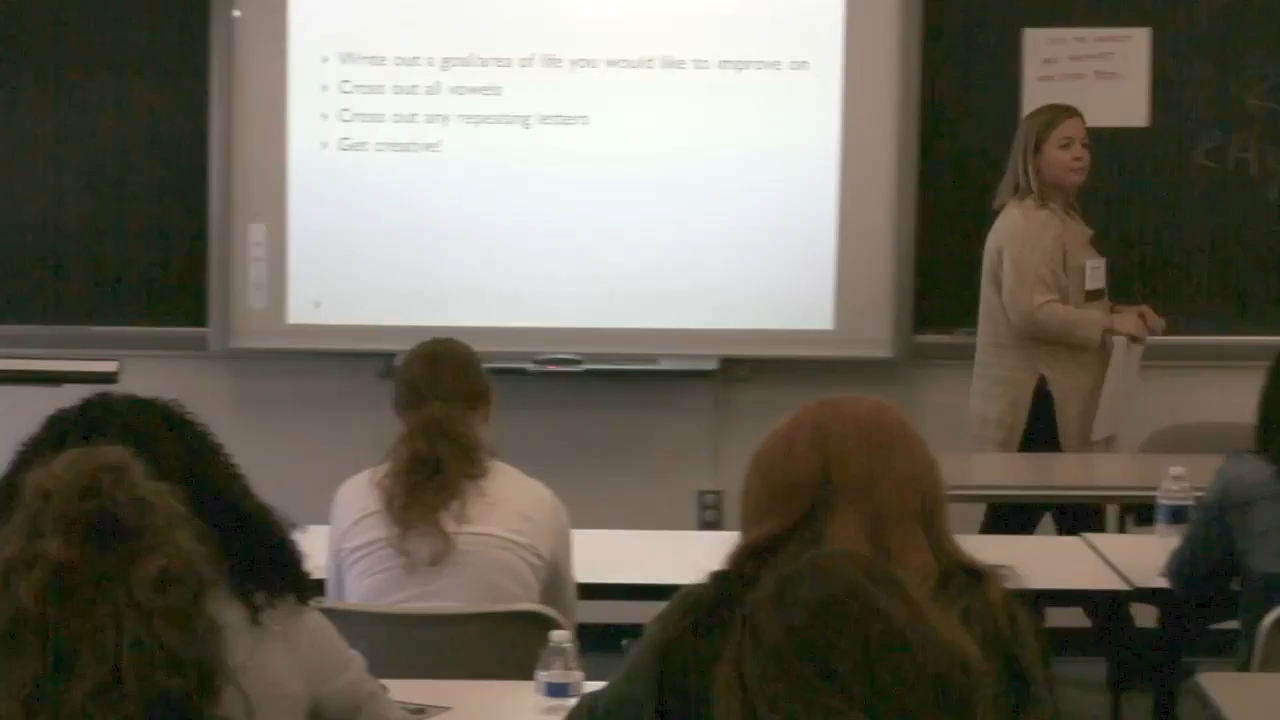 Write out a goal/area of life you would like to improve on
Cross out all vowels
Cross out any repeating letters
Get creative!
CH